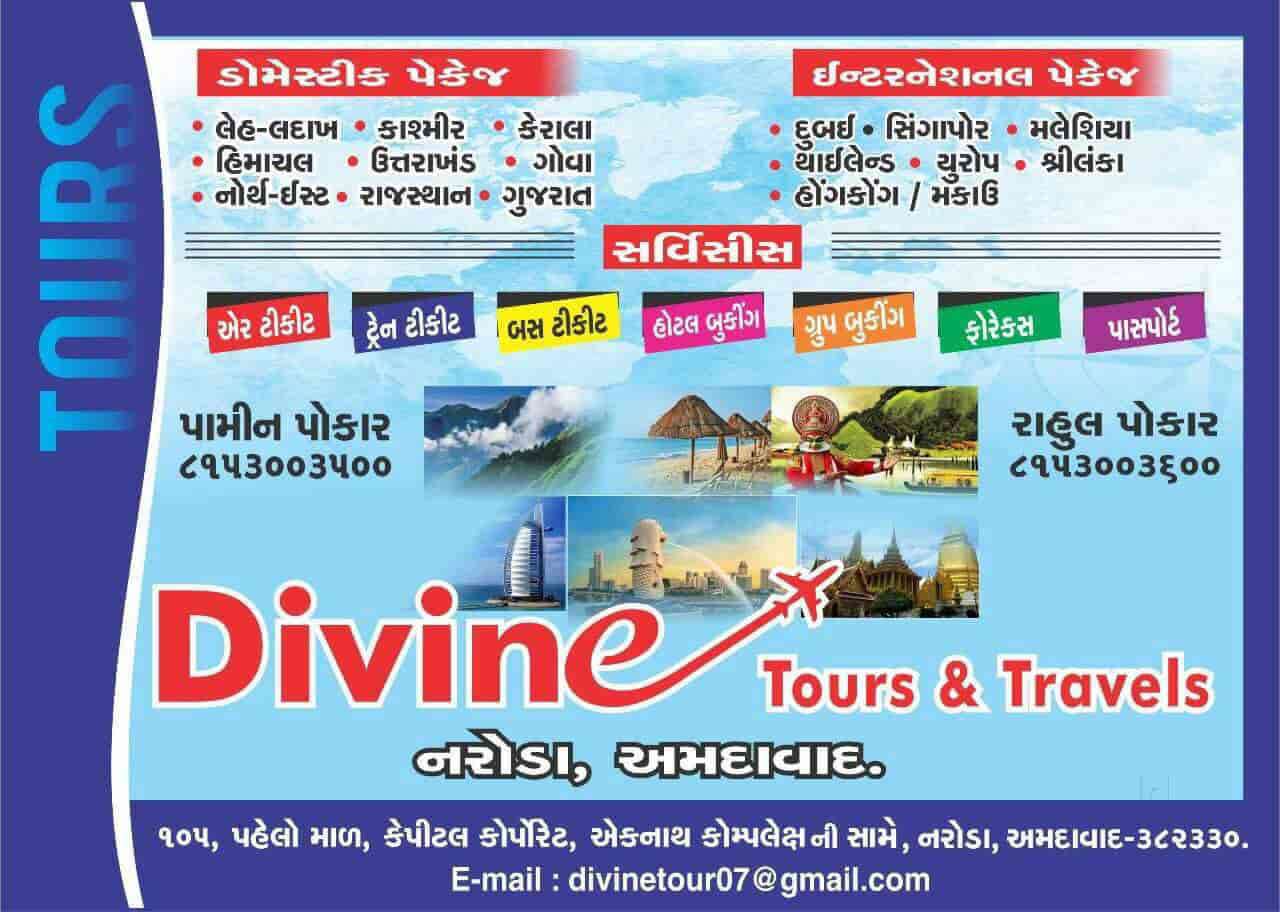 TOURS
ડોમેસ્ટીક પેકેજ
• લેહ-લદાખ • કાશ્મીર • કેરાલા
• હિમાચલ • ઉત્તરાખંડ • ગોવા
• નોર્થ-ઈસ્ટ • રાજસ્થાન • ગુજરાત
ઈન્ટરનેશનલ પેકેજ
• દુબઈ • સિંગાપોર • મલેશિયા
• થાઈલેન્ડ • યુરોપ • શ્રીલંકા
• હોંગકોંગ / મકાઉ
સર્વિસીસ
એર ટીકીટ
ટ્રેન ટીકીટ
બસ ટીકીટ
હોટલ બુકીંગ
ગ્રુપ બુકીંગ
ફોરેકસ
પાસપોર્ટ
પામીન પોકાર
૮૧૫૩૦૦૩૫૦૦
રાહુલ પોકાર
૮૧૫૩૦૦૩૬૦૦
Divine
Tours & Travels
નરોડા, અમદાવાદ.
૧૦૫, પહેલો માળ, કેપીટલ કોર્પોરેટ, એકનાથ કોમ્પલેક્ષની સામે, નરોડા, અમદાવાદ-૩૮૨૩૩૦.
E-mail : divinetour07@gmail.com